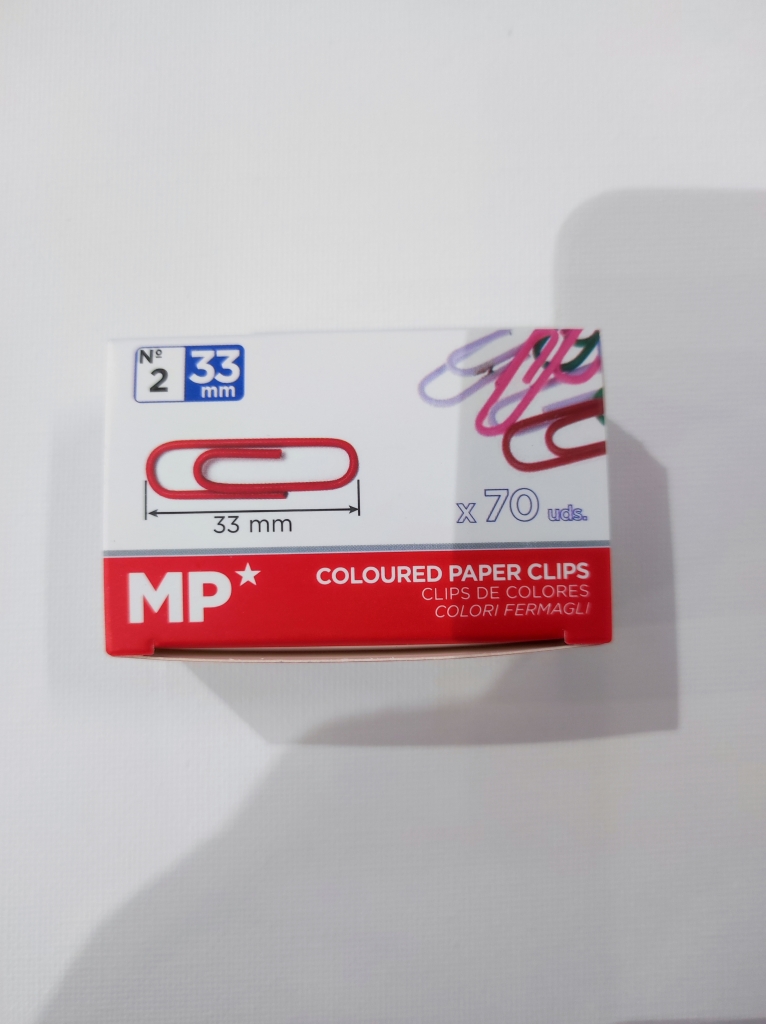 Nº
2
33
mm
33 mm
x 70 uds.
MP
COLOURED PAPER CLIPS
CLIPS DE COLORES
COLORI FERMAGLI